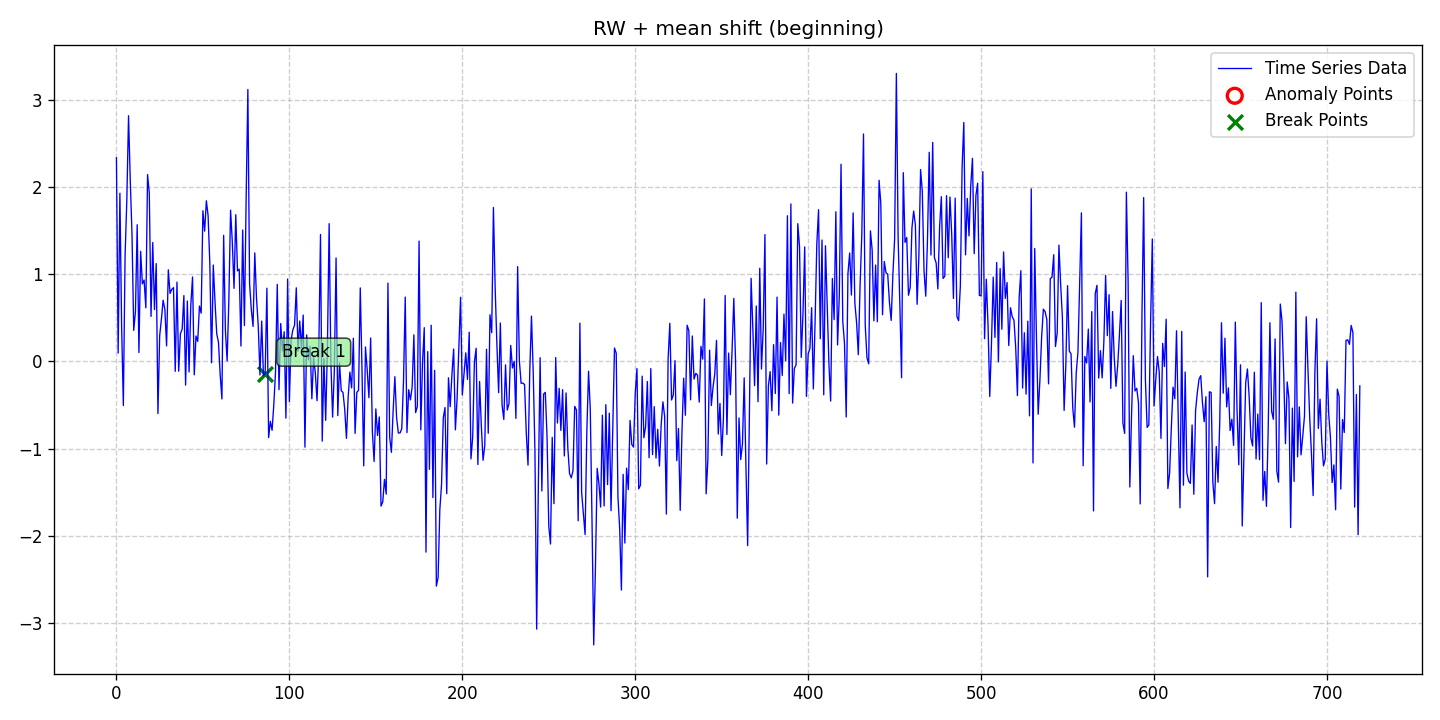 RW + mean shift (beginning)
Time Series Data
Anomaly Points
Break Points
3
2
1
Break 1
0
−1
−2
−3
0 100 200 300 400 500 600 700